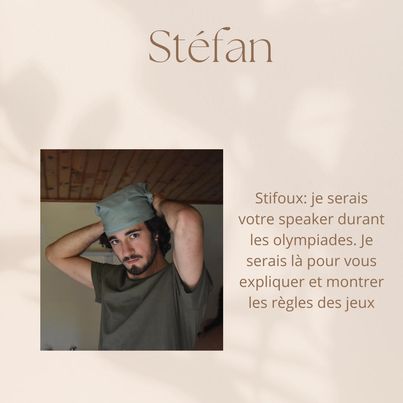 Stéfan
Stifoux: je serais
votre speaker durant
les olympiades. Je
serais là pour vous
expliquer et montrer
les règles des jeux